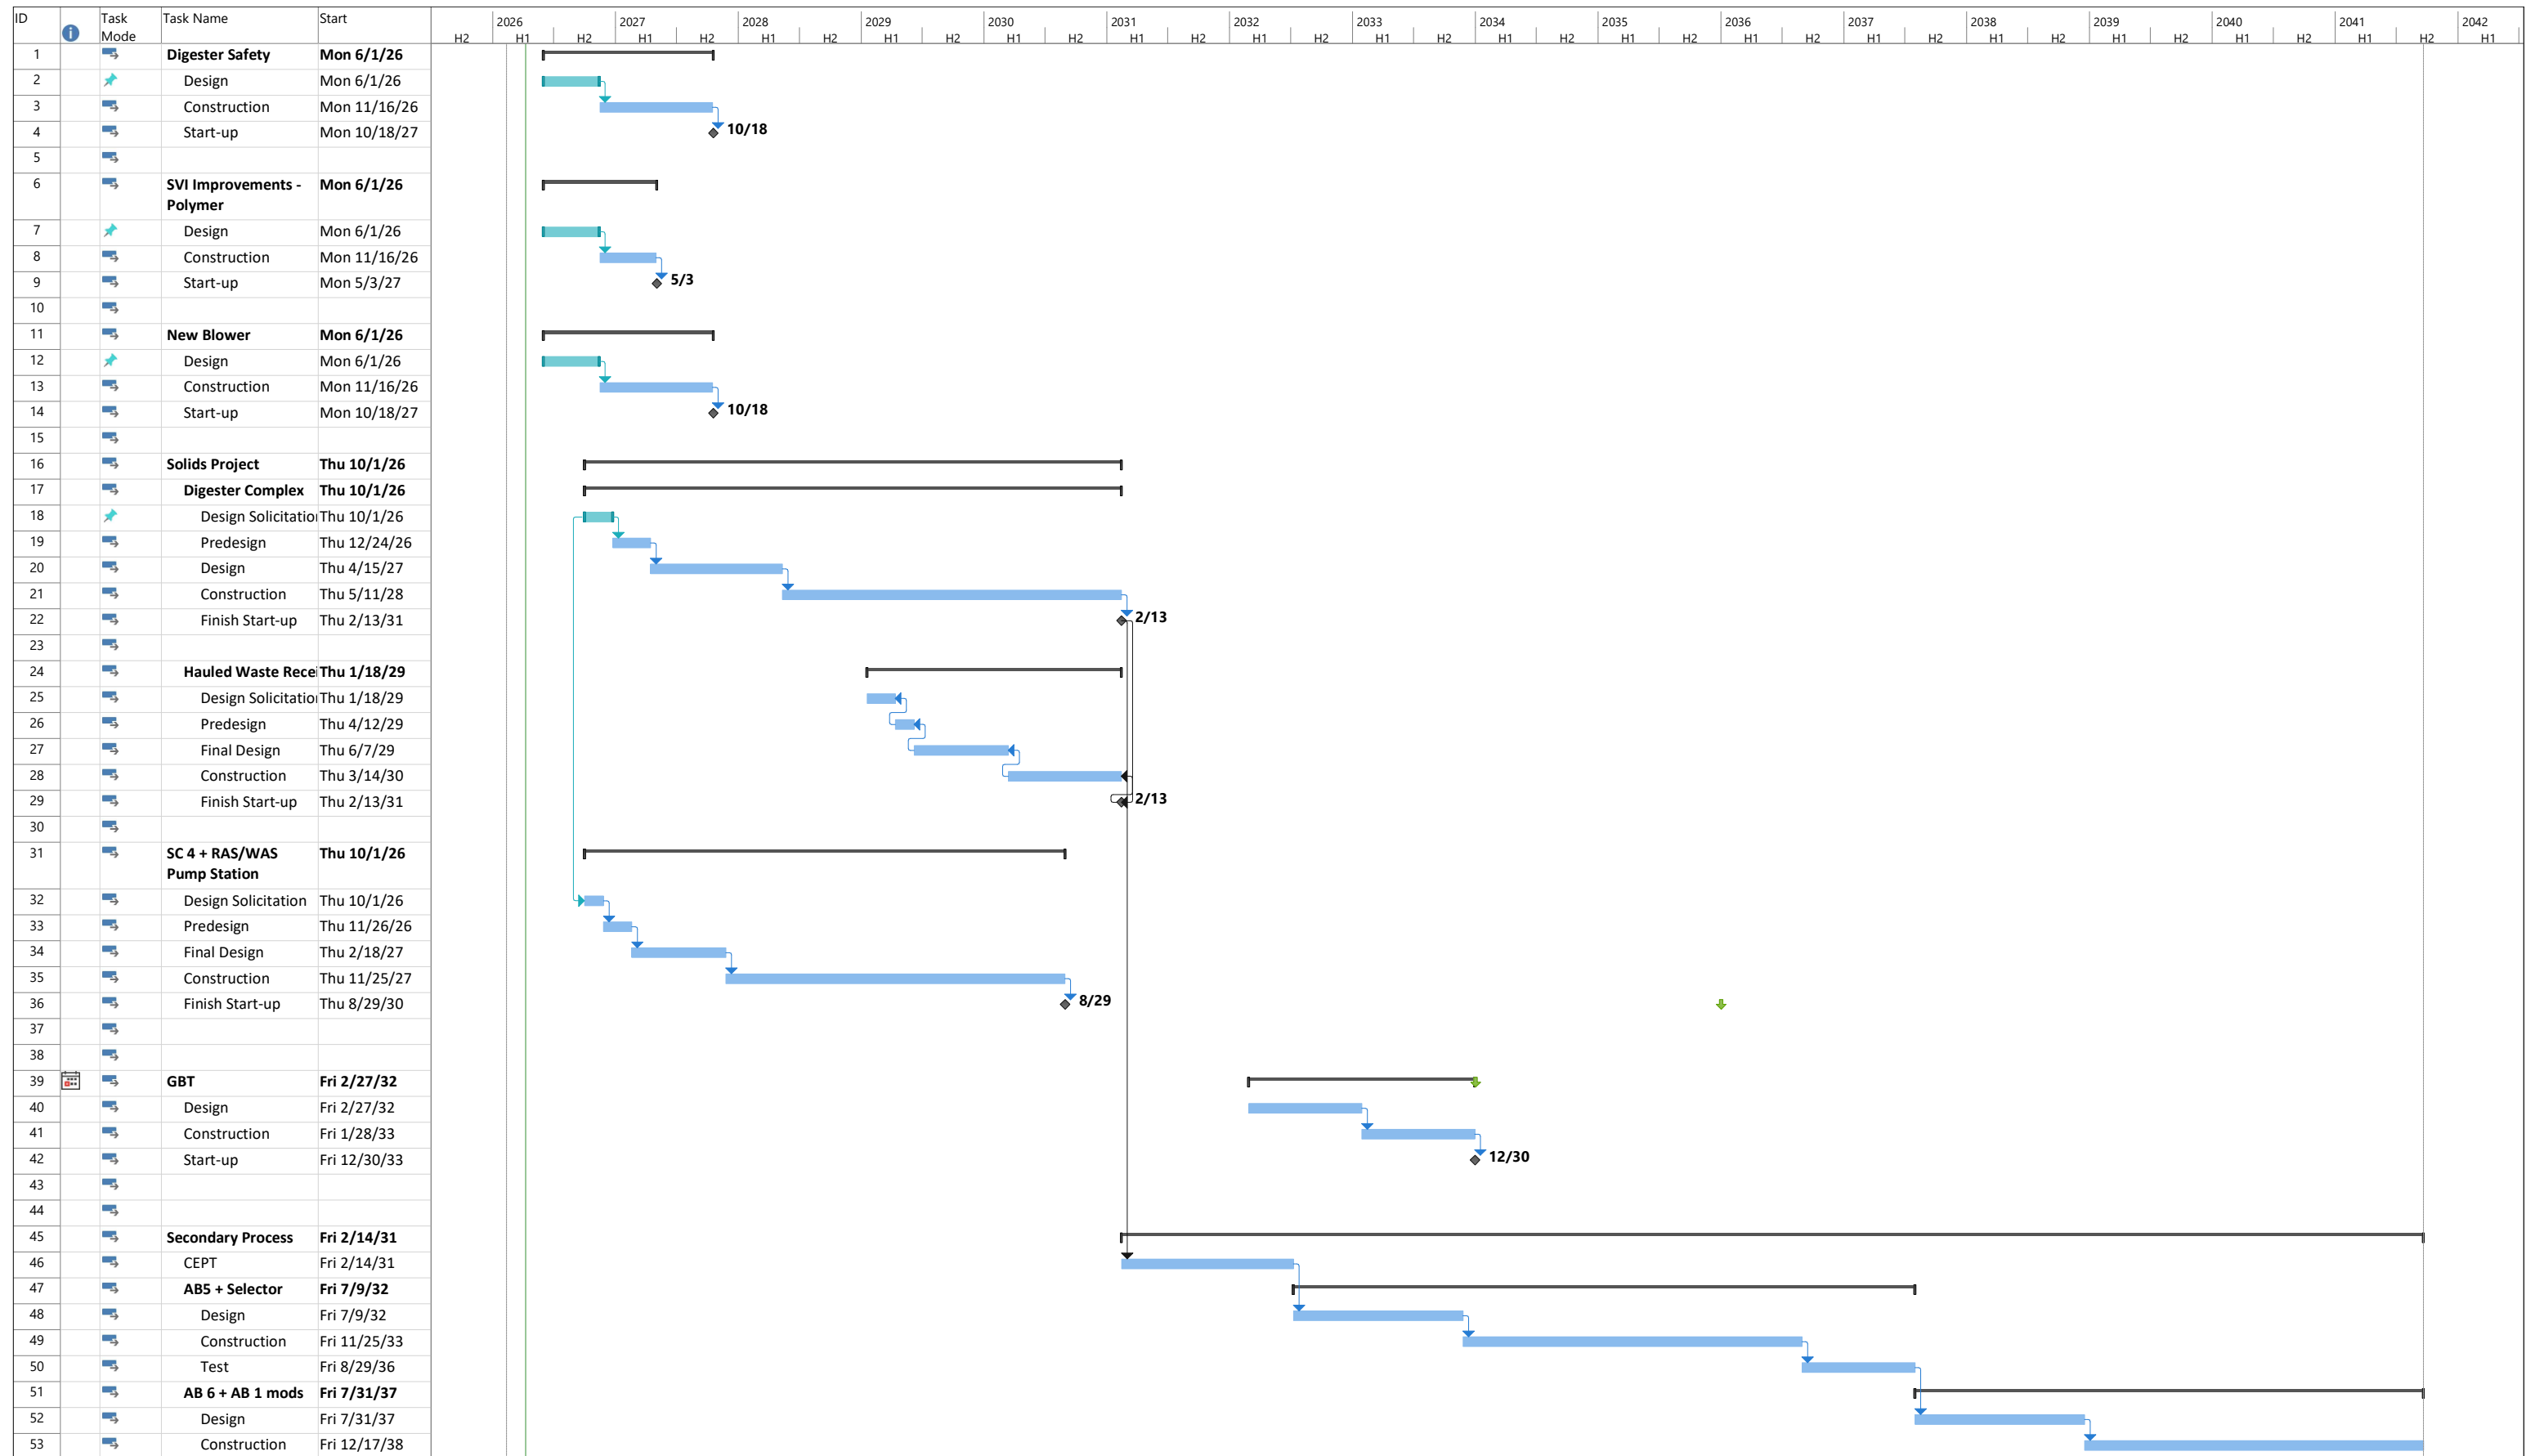 ID Task Mode Task Name Start 2026 2027 2028 2029 2030 2031 2032 2033 2034 2035 2036 2037 2038 2039 2040 2041 2042
H2 H1 H2 H1 H2 H1 H2 H1 H2 H1 H2 H1 H2 H1 H2 H1 H2 H1 H2 H1 H2 H1 H2 H1 H2 H1 H2 H1 H2 H1 H2 H1 H2 H1
1 Digester Safety Mon 6/1/26
2 Design Mon 6/1/26
3 Construction Mon 11/16/26
4 Start-up Mon 10/18/27 10/18
5
6 SVI Improvements - Mon 6/1/26
Polymer
7 Design Mon 6/1/26
8 Construction Mon 11/16/26
9 Start-up Mon 5/3/27 5/3
10
11 New Blower Mon 6/1/26
12 Design Mon 6/1/26
13 Construction Mon 11/16/26
14 Start-up Mon 10/18/27 10/18
15
16 Solids Project Thu 10/1/26
17 Digester Complex Thu 10/1/26
18 Design Solicitatio Thu 10/1/26
19 Predesign Thu 12/24/26
20 Design Thu 4/15/27
21 Construction Thu 5/11/28
22 Finish Start-up Thu 2/13/31 2/13
23
24 Hauled Waste Recei Thu 1/18/29
25 Design Solicitatio Thu 1/18/29
26 Predesign Thu 4/12/29
27 Final Design Thu 6/7/29
28 Construction Thu 3/14/30
29 Finish Start-up Thu 2/13/31 2/13
30
31 SC 4 + RAS/WAS Thu 10/1/26
Pump Station
32 Design Solicitation Thu 10/1/26
33 Predesign Thu 11/26/26
34 Final Design Thu 2/18/27
35 Construction Thu 11/25/27
36 Finish Start-up Thu 8/29/30 8/29
37
38
39 GBT Fri 2/27/32
40 Design Fri 2/27/32
41 Construction Fri 1/28/33
42 Start-up Fri 12/30/33 12/30
43
44
45 Secondary Process Fri 2/14/31
46 CEPT Fri 2/14/31
47 AB5 + Selector Fri 7/9/32
48 Design Fri 7/9/32
49 Construction Fri 11/25/33
50 Test Fri 8/29/36
51 AB 6 + AB 1 mods Fri 7/31/37
52 Design Fri 7/31/37
53 Construction Fri 12/17/38